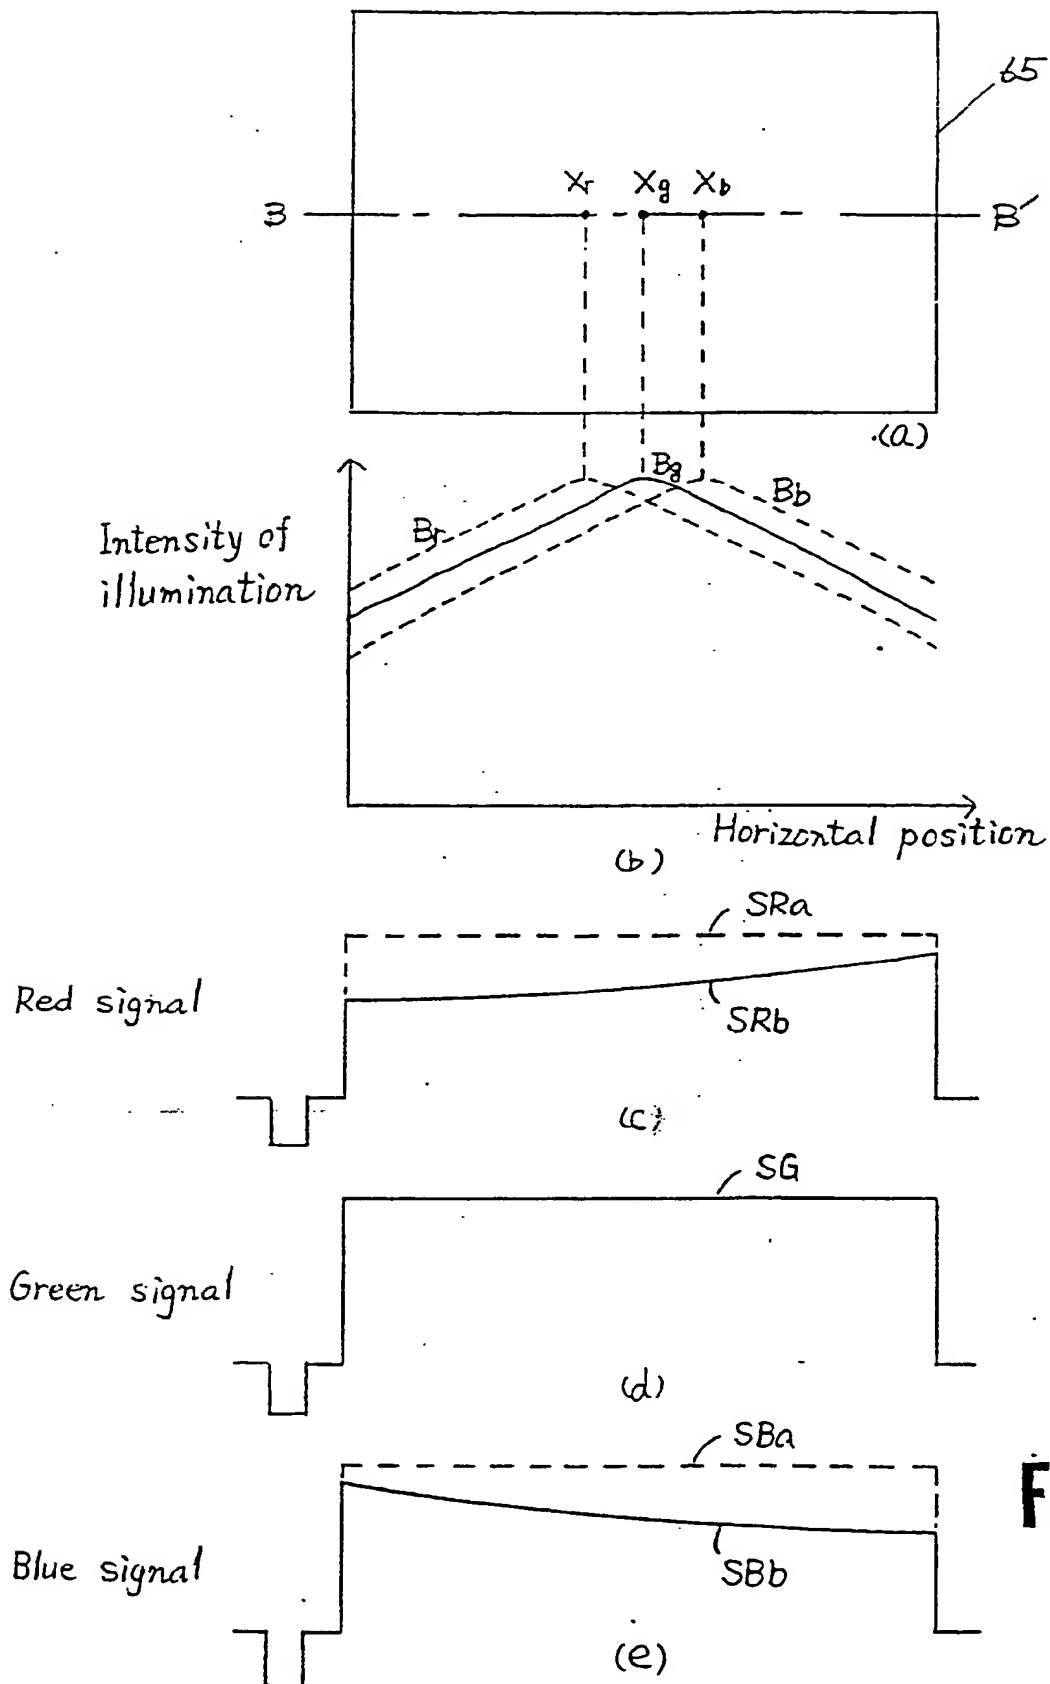 65
Xr Xg Xb
B B'
(a)
Bg
Bb
Br
Intensity of
illumination
Horizontal position
(b)
SRa
Red signal
SRb
(c)
SG
Green signal
(d)
SBa
F
Blue signal
SBb
(e)